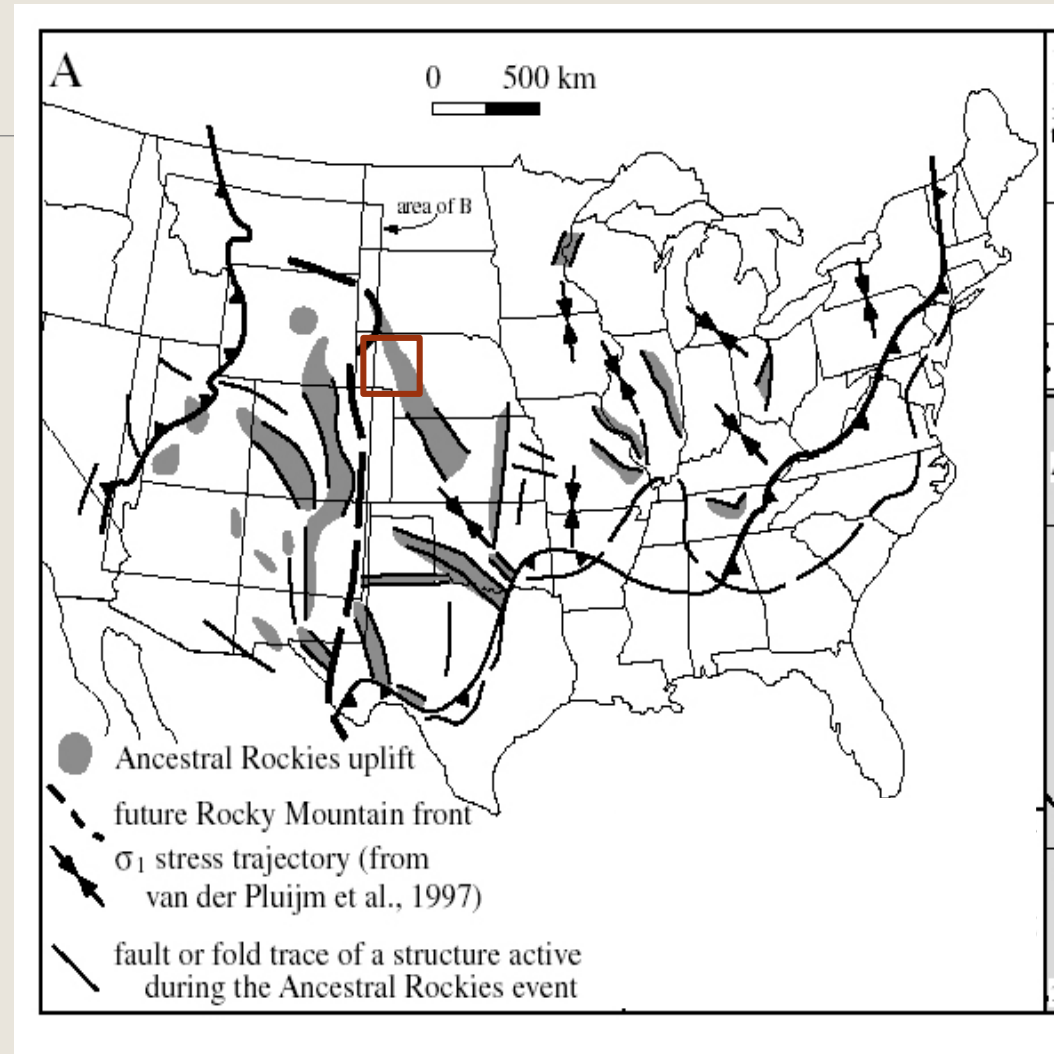 A
0 500 km
area of B
Ancestral Rockies uplift
future Rocky Mountain front
σ1 stress trajectory (from
van der Pluijm et al., 1997)
fault or fold trace of a structure active
during the Ancestral Rockies event